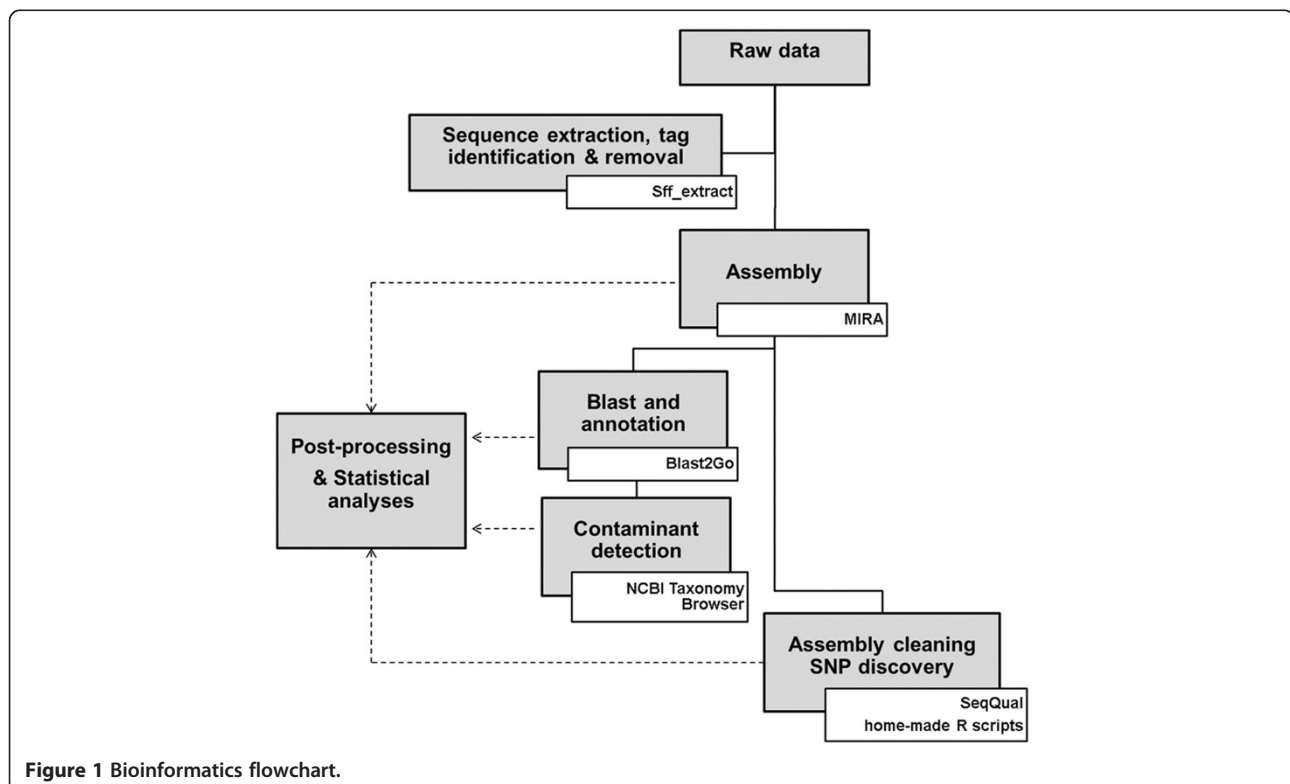 Raw data
Sequence extraction, tag
identification & removal
Sff_extract
Assembly
MIRA
Blast and
annotation
Blast2Go
Post-processing
& Statistical
analyses
Contaminant
detection
NCBI Taxonomy
Browser
Assembly cleaning
SNP discovery
SeqQual
home-made R scripts
Figure 1 Bioinformatics flowchart.